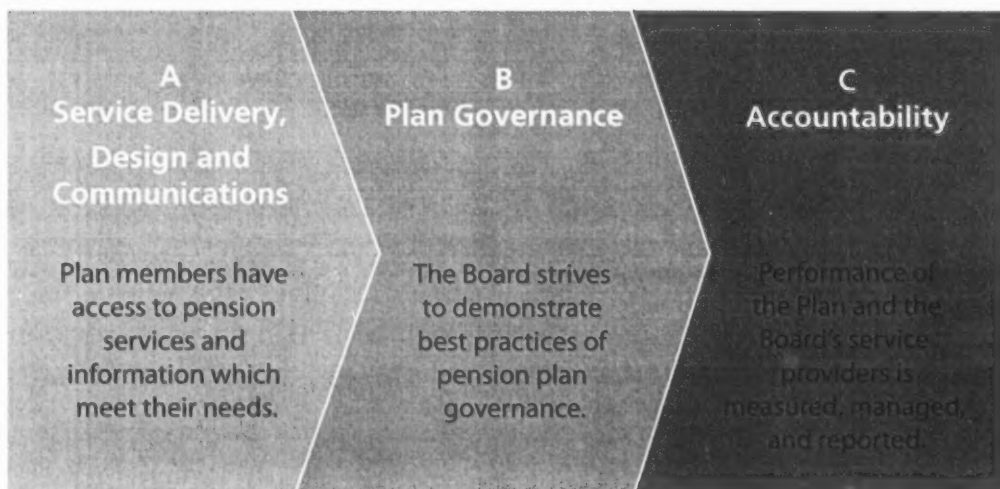 A
Service Delivery,
Design and
Communications
Plan members have
access to pension
services and
information which
meet their needs.
B
Plan Governance
The Board strives
to demonstrate
best practices of
pension plan
governance.
C
Accountability
Performance of
the Plan and the
Board's service
providers is
measured, managed,
and reported.